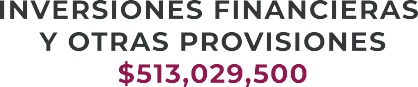 INVERSIONES FINANCIERAS
Y OTRAS PROVISIONES
$513,029,500